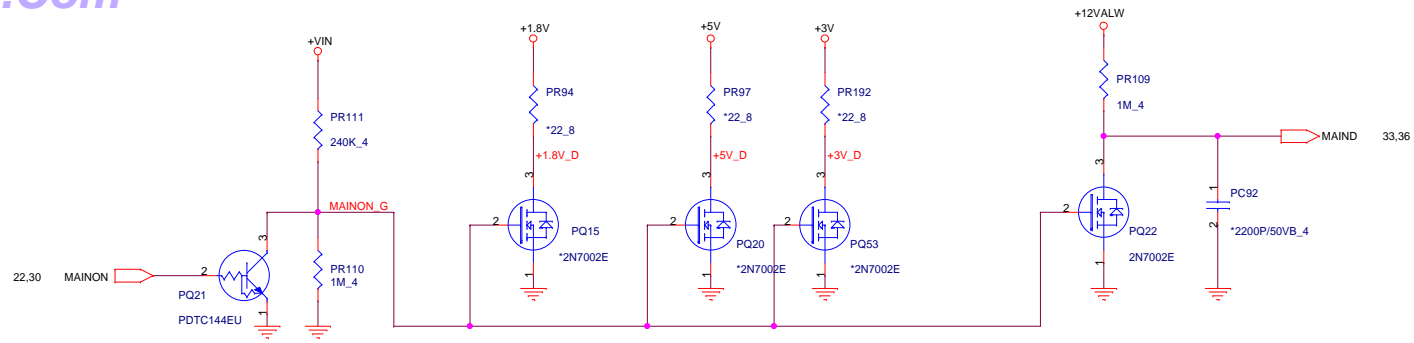 .Com
+VIN
PR111
240K_4
MAINON_G
22,30 MAINON
2
3
1
PQ21
PDTC144EU
PR110
1M_4
+1.8V
PR94
*22_8
+1.8V_D
3
2
1
PQ15
*2N7002E
+5V
PR97
*22_8
+5V_D
3
2
1
PQ20
*2N7002E
+3V
PR192
*22_8
+3V_D
3
2
1
PQ53
*2N7002E
+12VALW
PR109
1M_4
3
2
1
PQ22
2N7002E
1
2
PC92
*2200P/50VB_4
MAIND 33,36